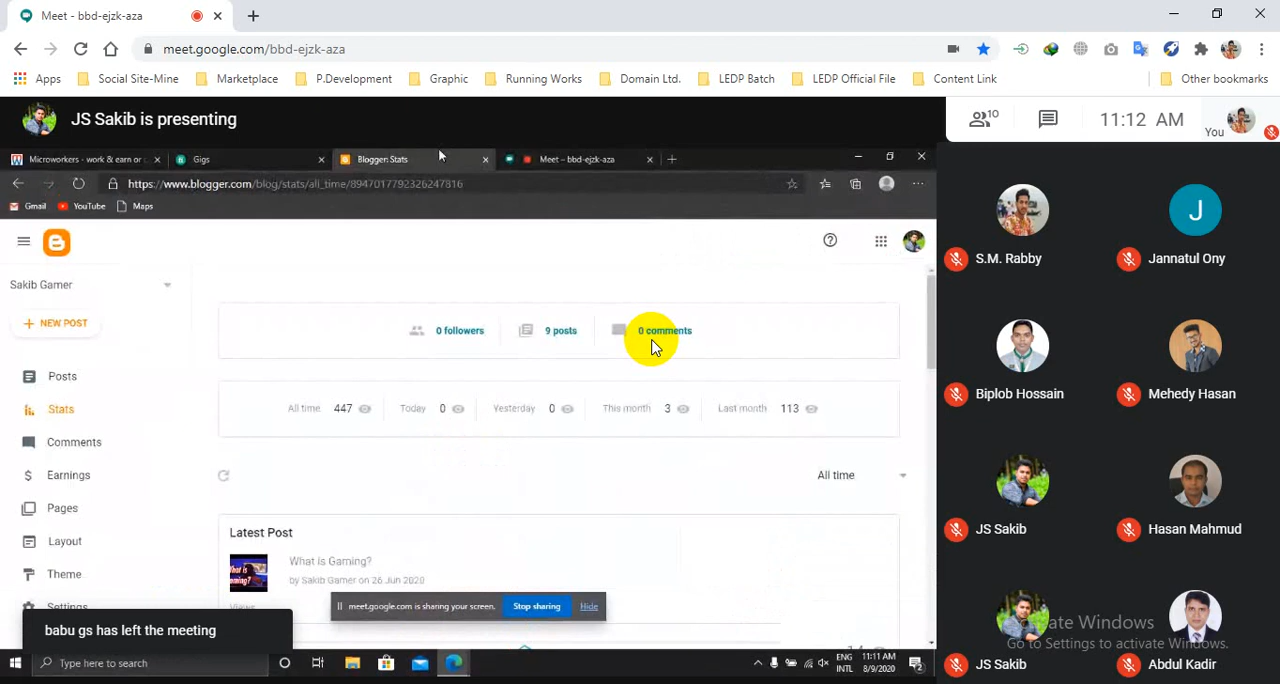 Meet - bbd-ejzk-aza
meet.google.com/bbd-ejzk-aza
Apps Social Site-Mine Marketplace P.Development Graphic Running Works Domain Ltd. LEDP Batch LEDP Official File Content Link Other bookmarks
JS Sakib is presenting
10 11:12 AM You
Microworkers - work & earn or Gigs Blogger: Stats Meet – bbd-ejzk-aza
https://www.blogger.com/blog/stats/all_time/8947017792326247816
Gmail YouTube Maps
Sakib Gamer
NEW POST
Posts
Stats
Comments
Earnings
Pages
Layout
Theme
Settings
0 followers 9 posts 0 comments
All time 447 Today 0 Yesterday 0 This month 3 Last month 113
All time
Latest Post
What is Gaming?
by Sakib Gamer on 26 Jun 2020
Views
meet.google.com is sharing your screen. Stop sharing Hide
14
babu gs has left the meeting
Type here to search
ENG
INTL
11:11 AM
8/9/2020
2
S.M. Rabby
J
Jannatul Ony
Biplob Hossain
Mehedy Hasan
JS Sakib
Hasan Mahmud
JS Sakib
Abdul Kadir
Activate Windows
Go to Settings to activate Windows.